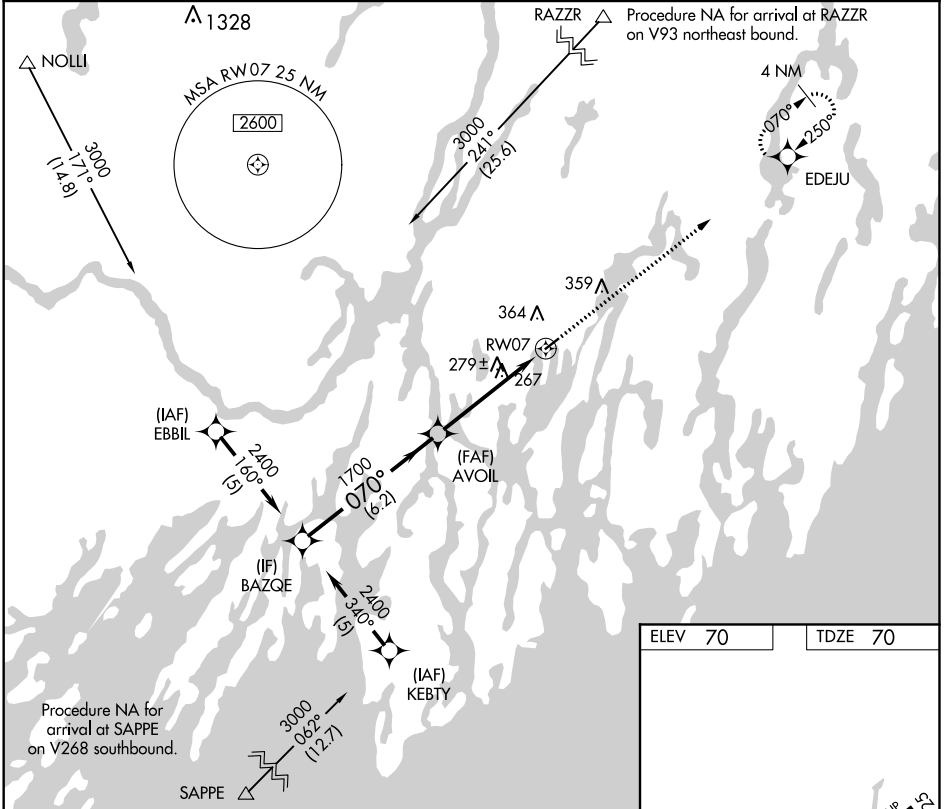 1328
RAZZR
Procedure NA for arrival at RAZZR
on V93 northeast bound.
NOLLI
MSA RW07 25 NM
2600
4 NM
070°
250°
EDEJU
3000
171°
(14.8)
3000
241°
(25.6)
359
364
RW07
279 ±
267
(IAF)
EBBIL
2400
160°
(5)
1700
070°
(6.2)
(FAF)
AVOIL
(IF)
BAZQE
2400
340°
(5)
(IAF)
KEBTY
Procedure NA for
arrival at SAPPE
on V268 southbound.
3000
062°
(12.7)
SAPPE
ELEV 70
TDZE 70